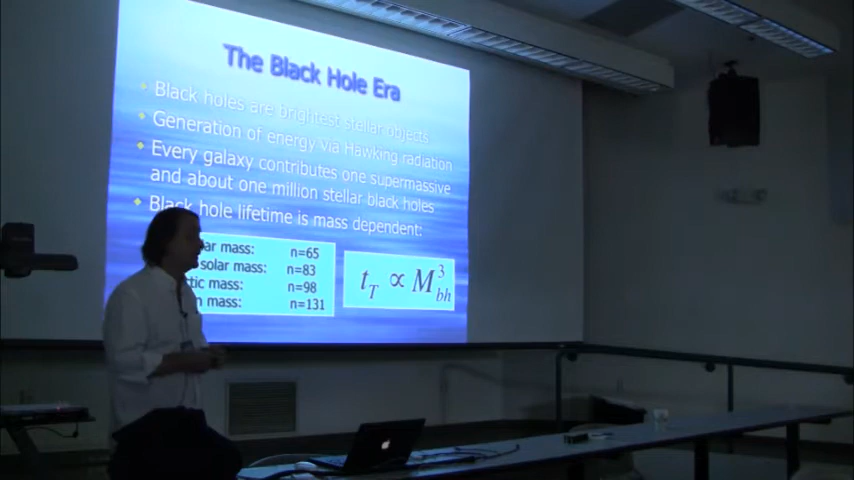 The Black Hole Era
Black holes are brightest stellar objects
Generation of energy via Hawking radiation
Every galaxy contributes one supermassive
and about one million stellar black holes
Black hole lifetime is mass dependent:
mass: n=65
solar mass: n=83
mass: n=98
mass: n=131
t_T ∝ M_bh^3